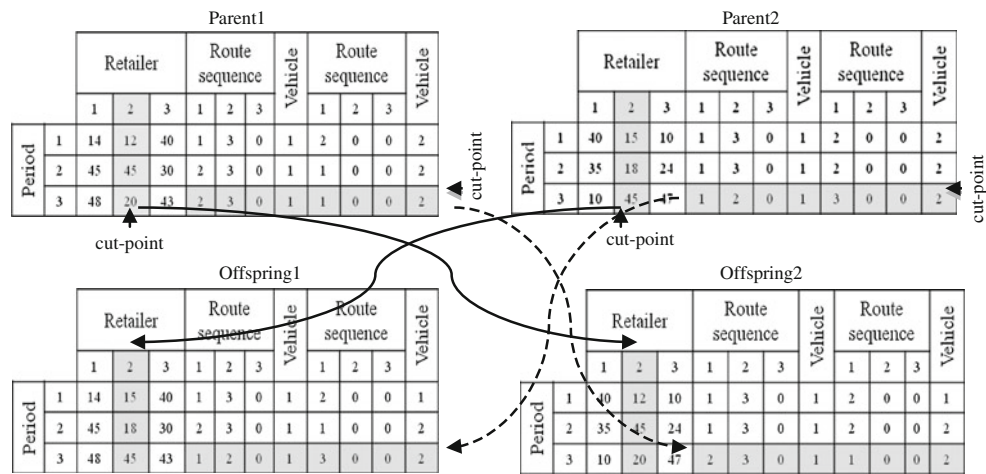 Parent1
Retailer Route sequence Vehicle Route sequence Vehicle
1 2 3 1 2 3 1 2 3
Period
1 14 12 40 1 3 0 1 2 0 0 2
2 45 45 30 2 3 0 1 1 0 0 2
3 48 20 43 2 3 0 1 1 0 0 2
cut-point
cut-point
Parent2
Retailer Route sequence Vehicle Route sequence Vehicle
1 2 3 1 2 3 1 2 3
Period
1 40 15 10 1 3 0 1 2 0 0 2
2 35 18 24 1 3 0 1 2 0 0 2
3 10 45 47 1 2 0 1 3 0 0 2
cut-point
cut-point
Offspring1
Retailer Route sequence Vehicle Route sequence Vehicle
1 2 3 1 2 3 1 2 3
Period
1 14 15 40 1 3 0 1 2 0 0 1
2 45 18 30 2 3 0 1 1 0 0 2
3 48 45 43 1 2 0 1 3 0 0 2
Offspring2
Retailer Route sequence Vehicle Route sequence Vehicle
1 2 3 1 2 3 1 2 3
Period
1 40 12 10 1 3 0 1 2 0 0 1
2 35 45 24 1 3 0 1 2 0 0 2
3 10 20 47 2 3 0 1 1 0 0 2